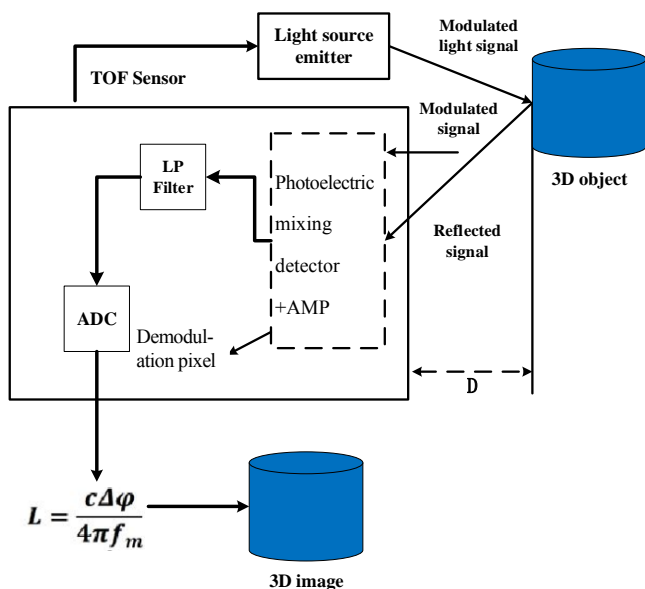 Light source
emitter
Modulated
light signal
TOF Sensor
Modulated
signal
LP
Filter
Photoelectric
mixing
detector
+AMP
3D object
Reflected
signal
ADC
Demodul-
ation pixel
D
L = cΔφ / 4πfₘ
3D image